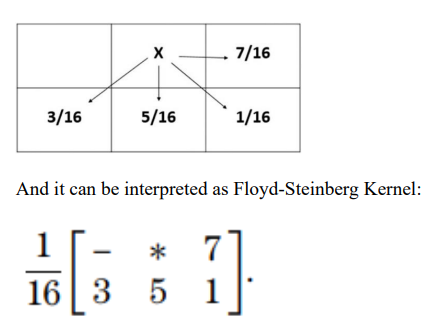 X 7/16
3/16 5/16 1/16
And it can be interpreted as Floyd-Steinberg Kernel:
1/16 [ - * 7
3 5 1 ].